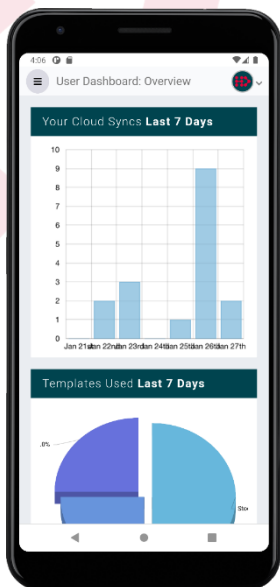 4:06
User Dashboard: Overview
HD
Your Cloud Syncs Last 7 Days
10
9
8
7
6
5
4
3
2
1
0
Jan 21st Jan 22nd Jan 23rd Jan 24th Jan 25th Jan 26th Jan 27th
Templates Used Last 7 Days
.8%